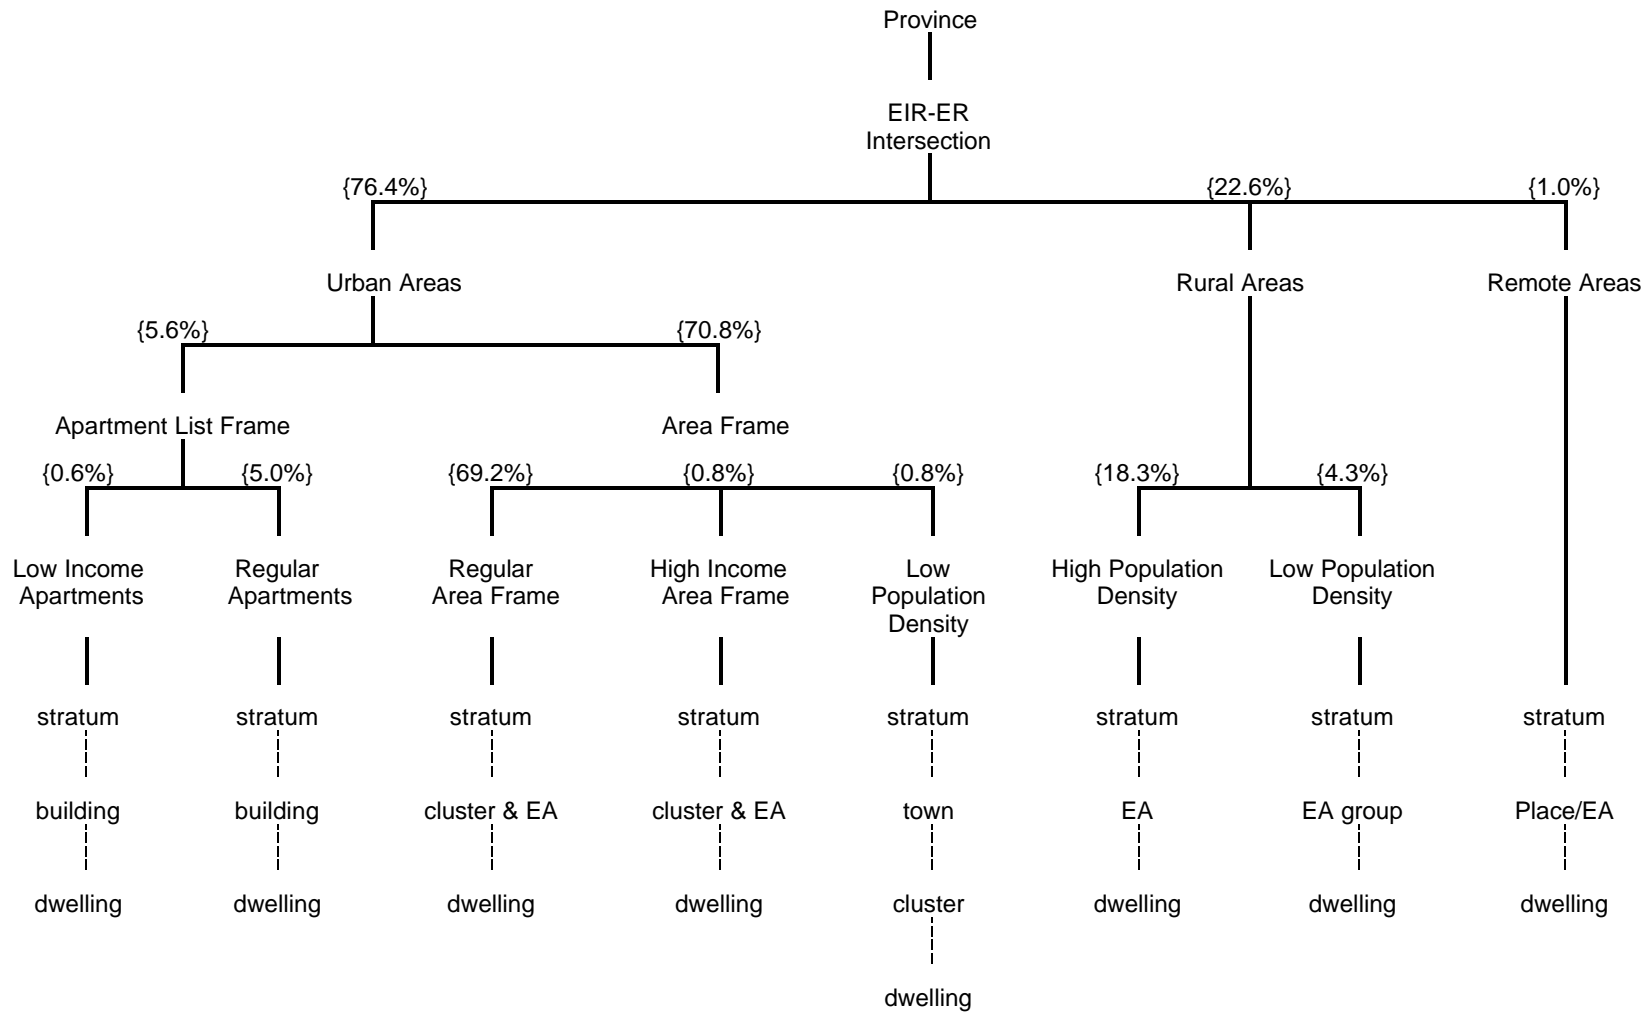 Province
EIR-ER
Intersection
{76.4%}
{22.6%}
{1.0%}
Urban Areas
Rural Areas
Remote Areas
{5.6%}
{70.8%}
Apartment List Frame
Area Frame
{0.6%}
{5.0%}
{69.2%}
{0.8%}
{0.8%}
{18.3%}
{4.3%}
Low Income
Apartments
Regular
Apartments
Regular
Area Frame
High Income
Area Frame
Low
Population
Density
High Population
Density
Low Population
Density
stratum
stratum
stratum
stratum
stratum
stratum
stratum
stratum
building
building
cluster & EA
cluster & EA
town
EA
EA group
Place/EA
dwelling
dwelling
dwelling
dwelling
cluster
dwelling
dwelling
dwelling
dwelling